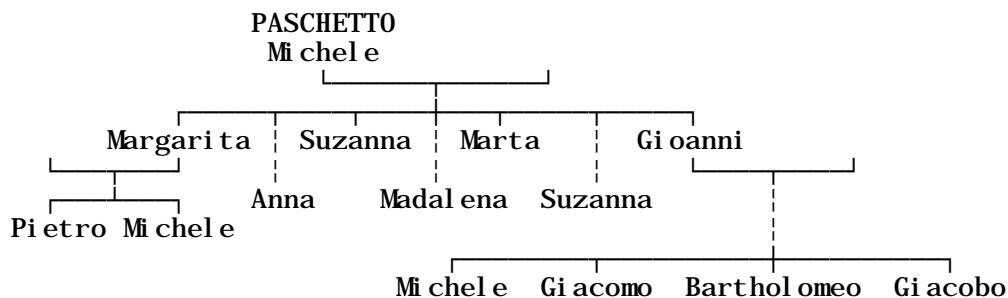 PASCHETTO
Michele
Margarita Suzanna Marta Gioanni
Anna Madalena Suzanna
Pietro Michele
Michele Giacomo Bartholomeo Giacobo